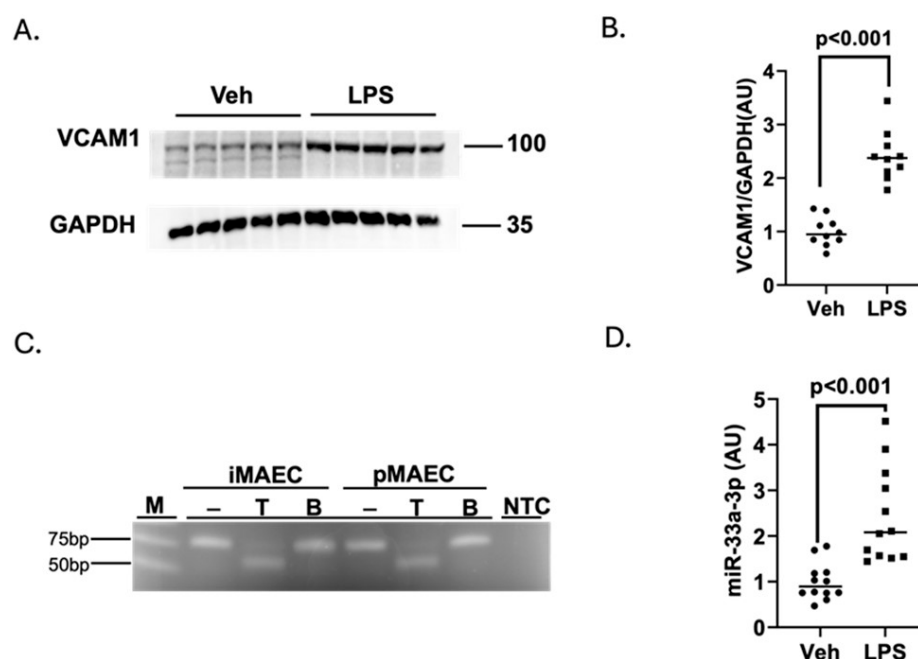 A.
Veh LPS
VCAM1
100
GAPDH
35
B.
p<0.001
VCAM1/GAPDH(AU)
4
3
2
1
0
Veh LPS
C.
iMAEC pMAEC
M – T B – T B NTC
75bp
50bp
D.
p<0.001
miR-33a-3p (AU)
5
4
3
2
1
0
Veh LPS